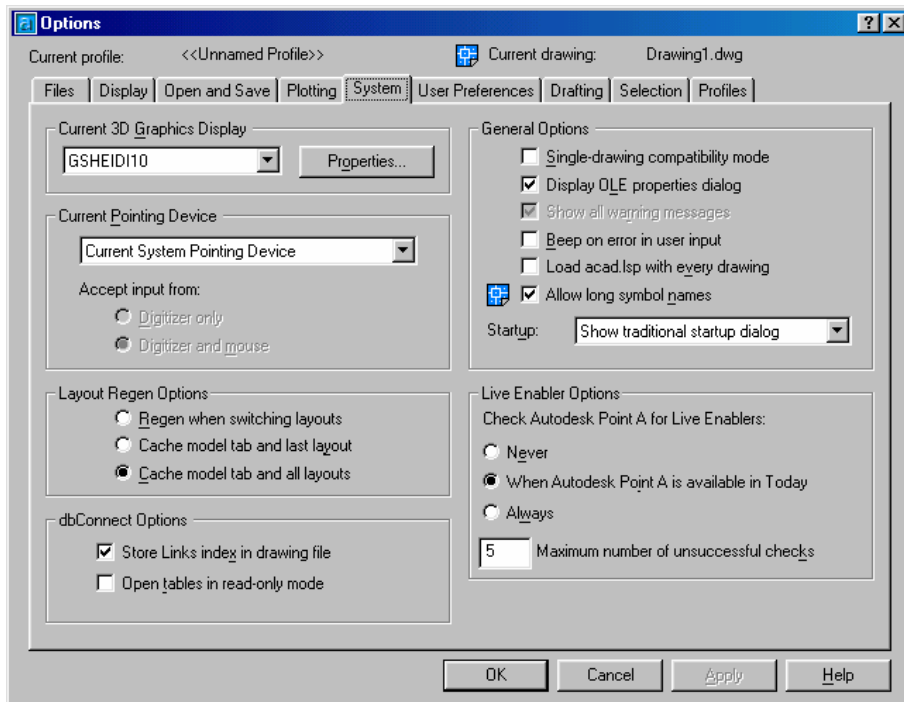 Options
Current profile: <<Unnamed Profile>> Current drawing: Drawing1.dwg
Files Display Open and Save Plotting System User Preferences Drafting Selection Profiles
Current 3D Graphics Display
GSHEIDI10 Properties...
Current Pointing Device
Current System Pointing Device
Accept input from:
Digitizer only
Digitizer and mouse
Layout Regen Options
Regen when switching layouts
Cache model tab and last layout
Cache model tab and all layouts
dbConnect Options
Store Links index in drawing file
Open tables in read-only mode
General Options
Single-drawing compatibility mode
Display OLE properties dialog
Show all warning messages
Beep on error in user input
Load acad.lsp with every drawing
Allow long symbol names
Startup: Show traditional startup dialog
Live Enabler Options
Check Autodesk Point A for Live Enablers:
Never
When Autodesk Point A is available in Today
Always
5 Maximum number of unsuccessful checks
OK Cancel Apply Help